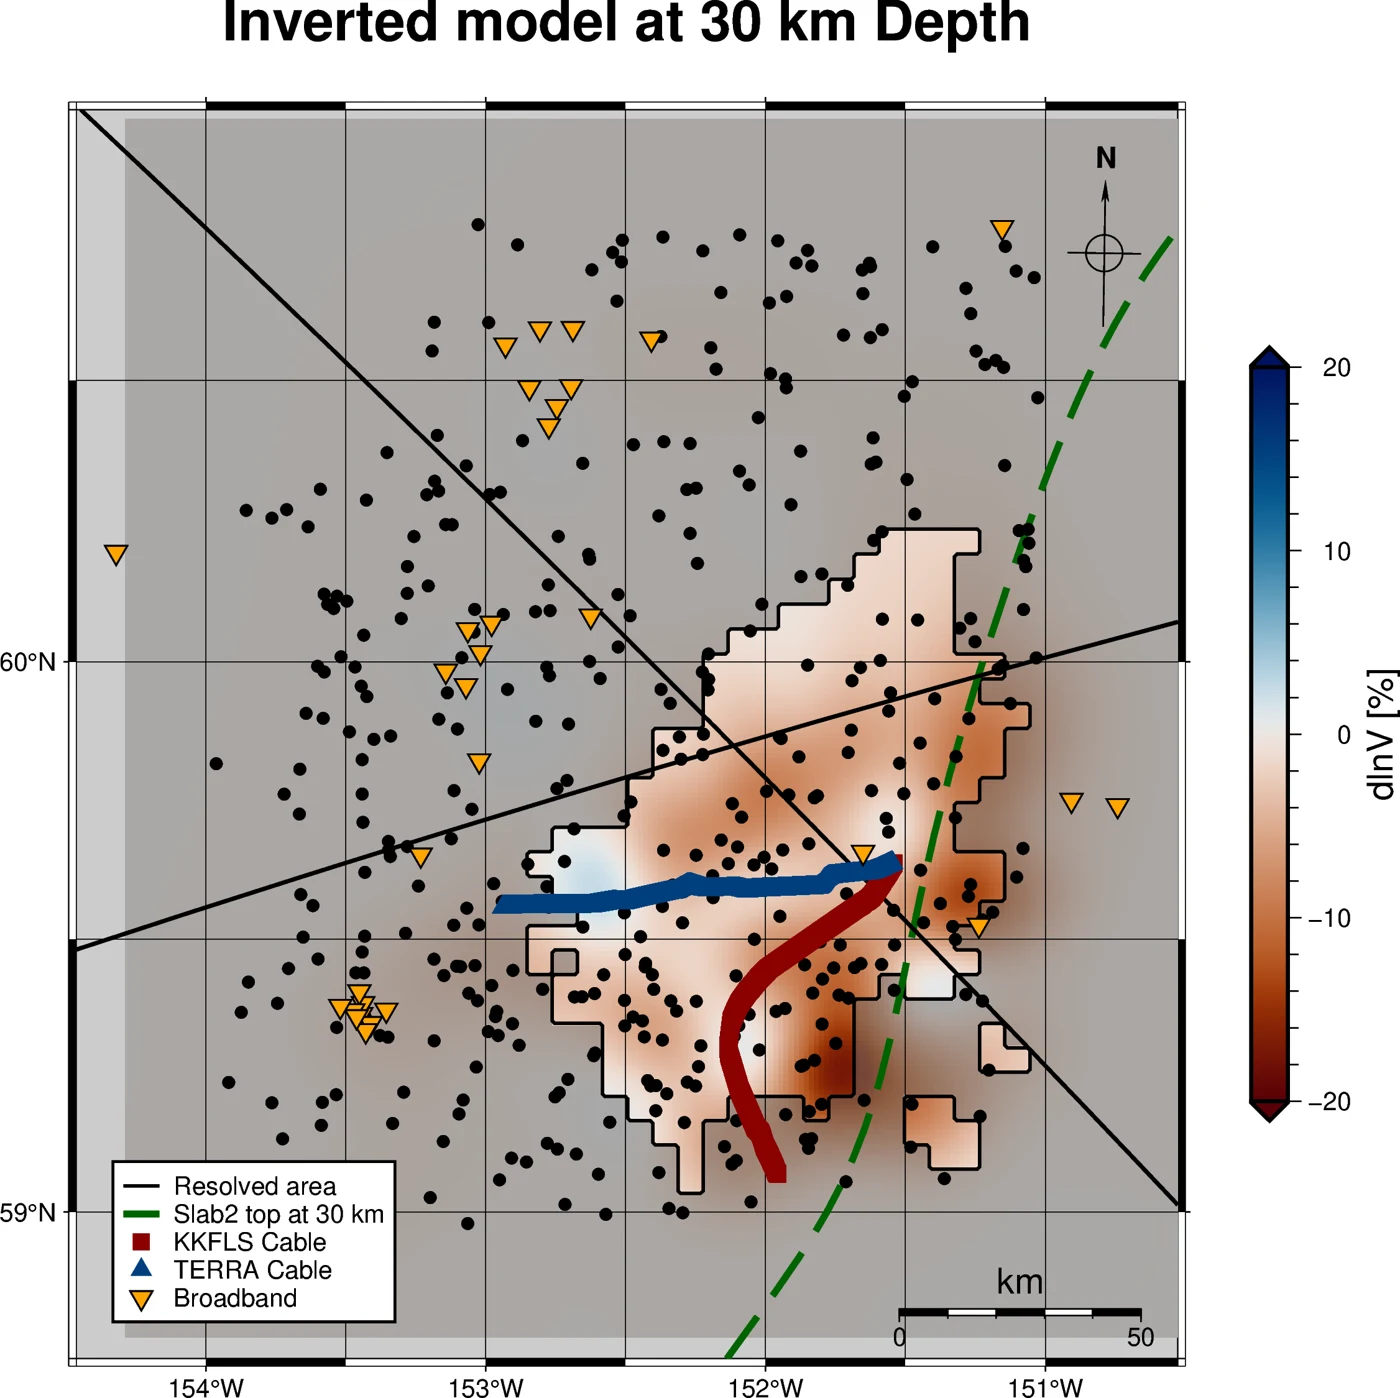 Inverted model at 30 km Depth
N
60°N
59°N
154°W
153°W
152°W
151°W
Resolved area
Slab2 top at 30 km
KKFLS Cable
TERRA Cable
Broadband
km
0
50
20
10
0
−10
−20
dlnV [%]